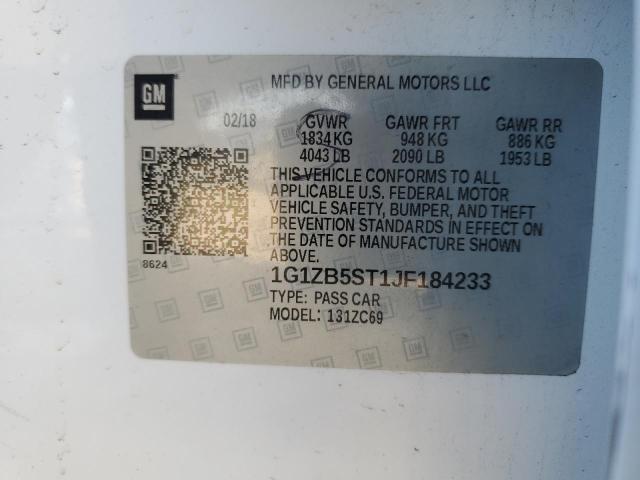 GM
MFD BY GENERAL MOTORS LLC
02/18 GVWR GAWR FRT GAWR RR
1834 KG 948 KG 886 KG
4043 LB 2090 LB 1953 LB
THIS VEHICLE CONFORMS TO ALL
APPLICABLE U.S. FEDERAL MOTOR
VEHICLE SAFETY, BUMPER, AND THEFT
PREVENTION STANDARDS IN EFFECT ON
THE DATE OF MANUFACTURE SHOWN
ABOVE.
8624
1G1ZB5ST1JF184233
TYPE: PASS CAR
MODEL: 131ZC69